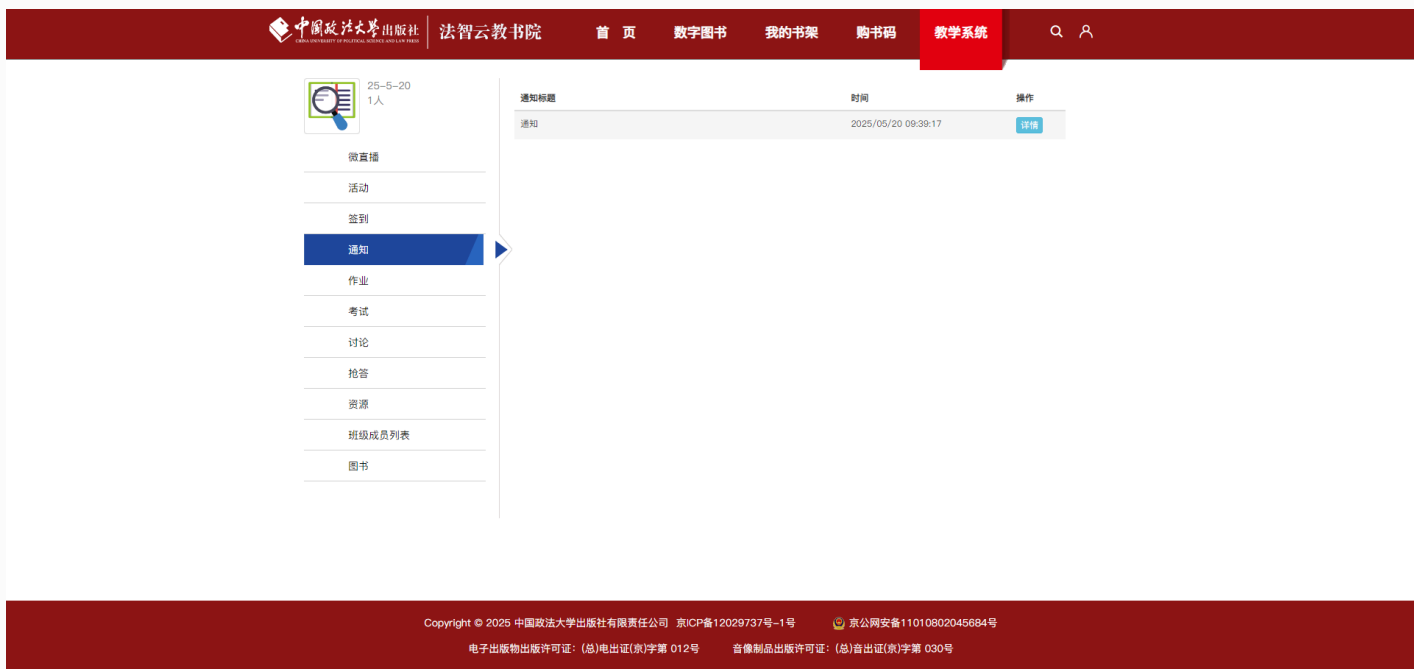 中国政法大学出版社 法智云教书院 首 页 数字图书 我的书架 购书码 教学系统
CHINA UNIVERSITY OF POLITICAL SCIENCE AND LAW PRESS
25-5-20
1人
微直播
活动
签到
通知
作业
考试
讨论
抢答
资源
班级成员列表
图书
通知标题 时间 操作
通知 2025/05/20 09:39:17 详情
Copyright © 2025 中国政法大学出版社有限责任公司 京ICP备12029737号-1号 京公网安备11010802045684号
电子出版物出版许可证：(总)电出证(京)字第 012号 音像制品出版许可证：(总)音出证(京)字第 030号